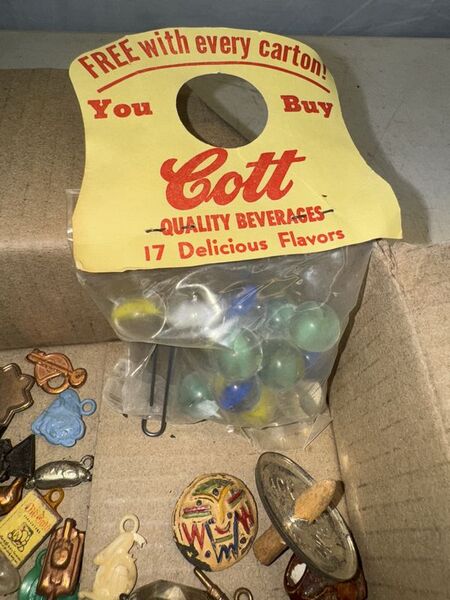 FREE with every carton!
You Buy
Cott
QUALITY BEVERAGES
17 Delicious Flavors